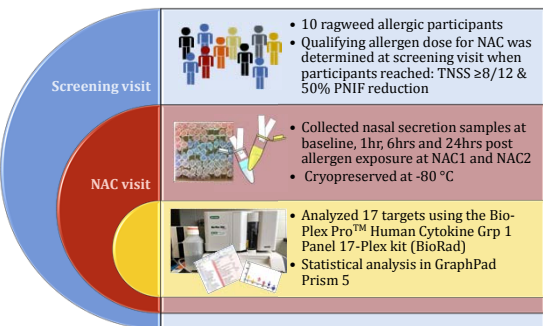 Screening visit
• 10 ragweed allergic participants
• Qualifying allergen dose for NAC was
determined at screening visit when
participants reached: TNSS ≥8/12 &
50% PNIF reduction
NAC visit
• Collected nasal secretion samples at
baseline, 1hr, 6hrs and 24hrs post
allergen exposure at NAC1 and NAC2
• Cryopreserved at -80 °C
• Analyzed 17 targets using the Bio-
Plex Pro™ Human Cytokine Grp 1
Panel 17-Plex kit (BioRad)
• Statistical analysis in GraphPad
Prism 5